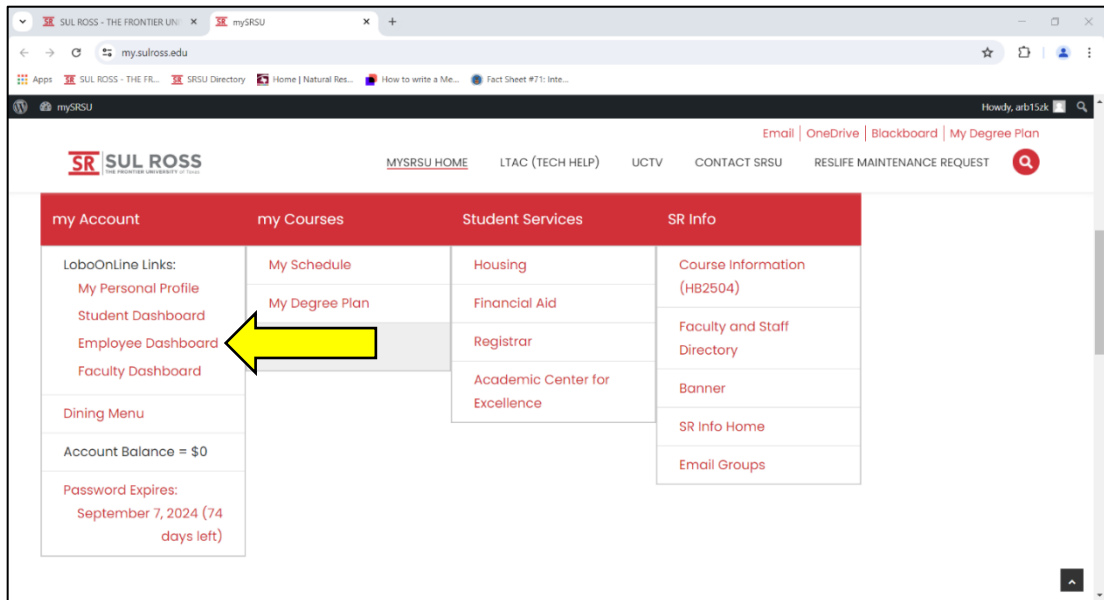 SUL ROSS - THE FRONTIER UNI
mySRSU
my.sulross.edu
Apps
SUL ROSS - THE FR...
SRSU Directory
Home | Natural Res...
How to write a Me...
Fact Sheet #71: Inte...
mySRSU
Howdy, arb15zk
Email | OneDrive | Blackboard | My Degree Plan
SR SUL ROSS
THE FRONTIER UNIVERSITY of Texas
MYSRSU HOME
LTAC (TECH HELP)
UCTV
CONTACT SRSU
RESLIFE MAINTENANCE REQUEST
my Account
LoboOnLine Links:
My Personal Profile
Student Dashboard
Employee Dashboard
Faculty Dashboard
Dining Menu
Account Balance = $0
Password Expires:
September 7, 2024 (74
days left)
my Courses
My Schedule
My Degree Plan
Student Services
Housing
Financial Aid
Registrar
Academic Center for
Excellence
SR Info
Course Information
(HB2504)
Faculty and Staff
Directory
Banner
SR Info Home
Email Groups